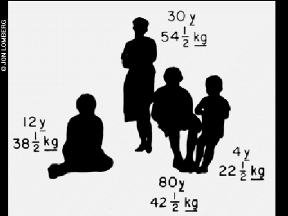 © JON LOMBERG
30 y
54 1/2 kg
12 y
38 1/2 kg
4 y
22 1/2 kg
80 y
42 1/2 kg